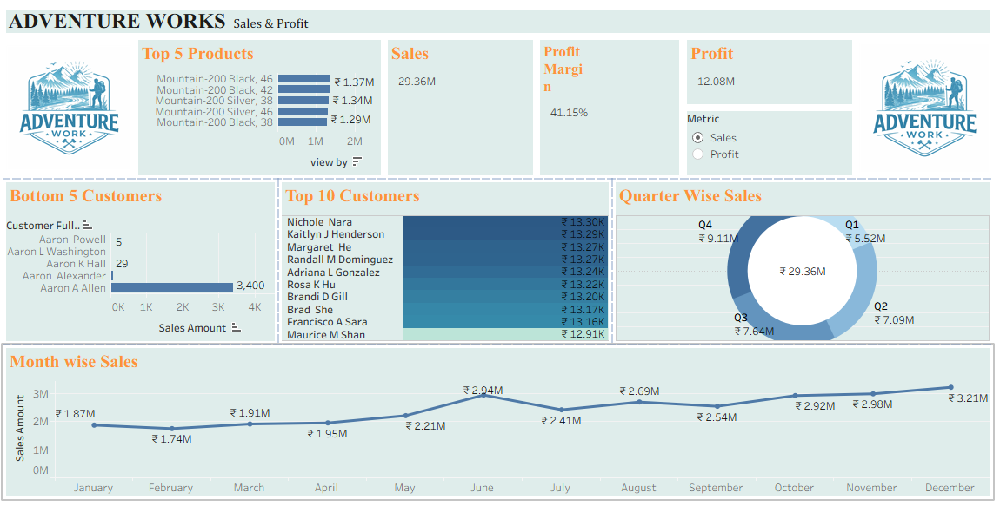 ADVENTURE WORKS Sales & Profit
ADVENTURE
WORK
Top 5 Products
Mountain-200 Black, 46 ₹ 1.37M
Mountain-200 Black, 42
Mountain-200 Silver, 38 ₹ 1.34M
Mountain-200 Silver, 46
Mountain-200 Black, 38 ₹ 1.29M
0M 1M 2M
view by
Sales
29.36M
Profit
Margi
n
41.15%
Profit
12.08M
Metric
Sales
Profit
ADVENTURE
WORK
Bottom 5 Customers
Customer Full..
Aaron Powell 5
Aaron L Washington
Aaron K Hall 29
Aaron Alexander
Aaron A Allen 3,400
0K 1K 2K 3K 4K
Sales Amount
Top 10 Customers
Nichole Nara ₹ 13.30K
Kaitlyn J Henderson ₹ 13.29K
Margaret He ₹ 13.27K
Randall M Dominguez ₹ 13.27K
Adriana L Gonzalez ₹ 13.24K
Rosa K Hu ₹ 13.22K
Brandi D Gill ₹ 13.20K
Brad She ₹ 13.17K
Francisco A Sara ₹ 13.16K
Maurice M Shan ₹ 12.91K
Quarter Wise Sales
Q4
₹ 9.11M
Q1
₹ 5.52M
₹ 29.36M
Q3
₹ 7.64M
Q2
₹ 7.09M
Month wise Sales
Sales Amount
3M
2M
1M
0M
₹ 1.87M
₹ 1.74M
₹ 1.91M
₹ 1.95M
₹ 2.21M
₹ 2.94M
₹ 2.41M
₹ 2.69M
₹ 2.54M
₹ 2.92M
₹ 2.98M
₹ 3.21M
January February March April May June July August September October November December